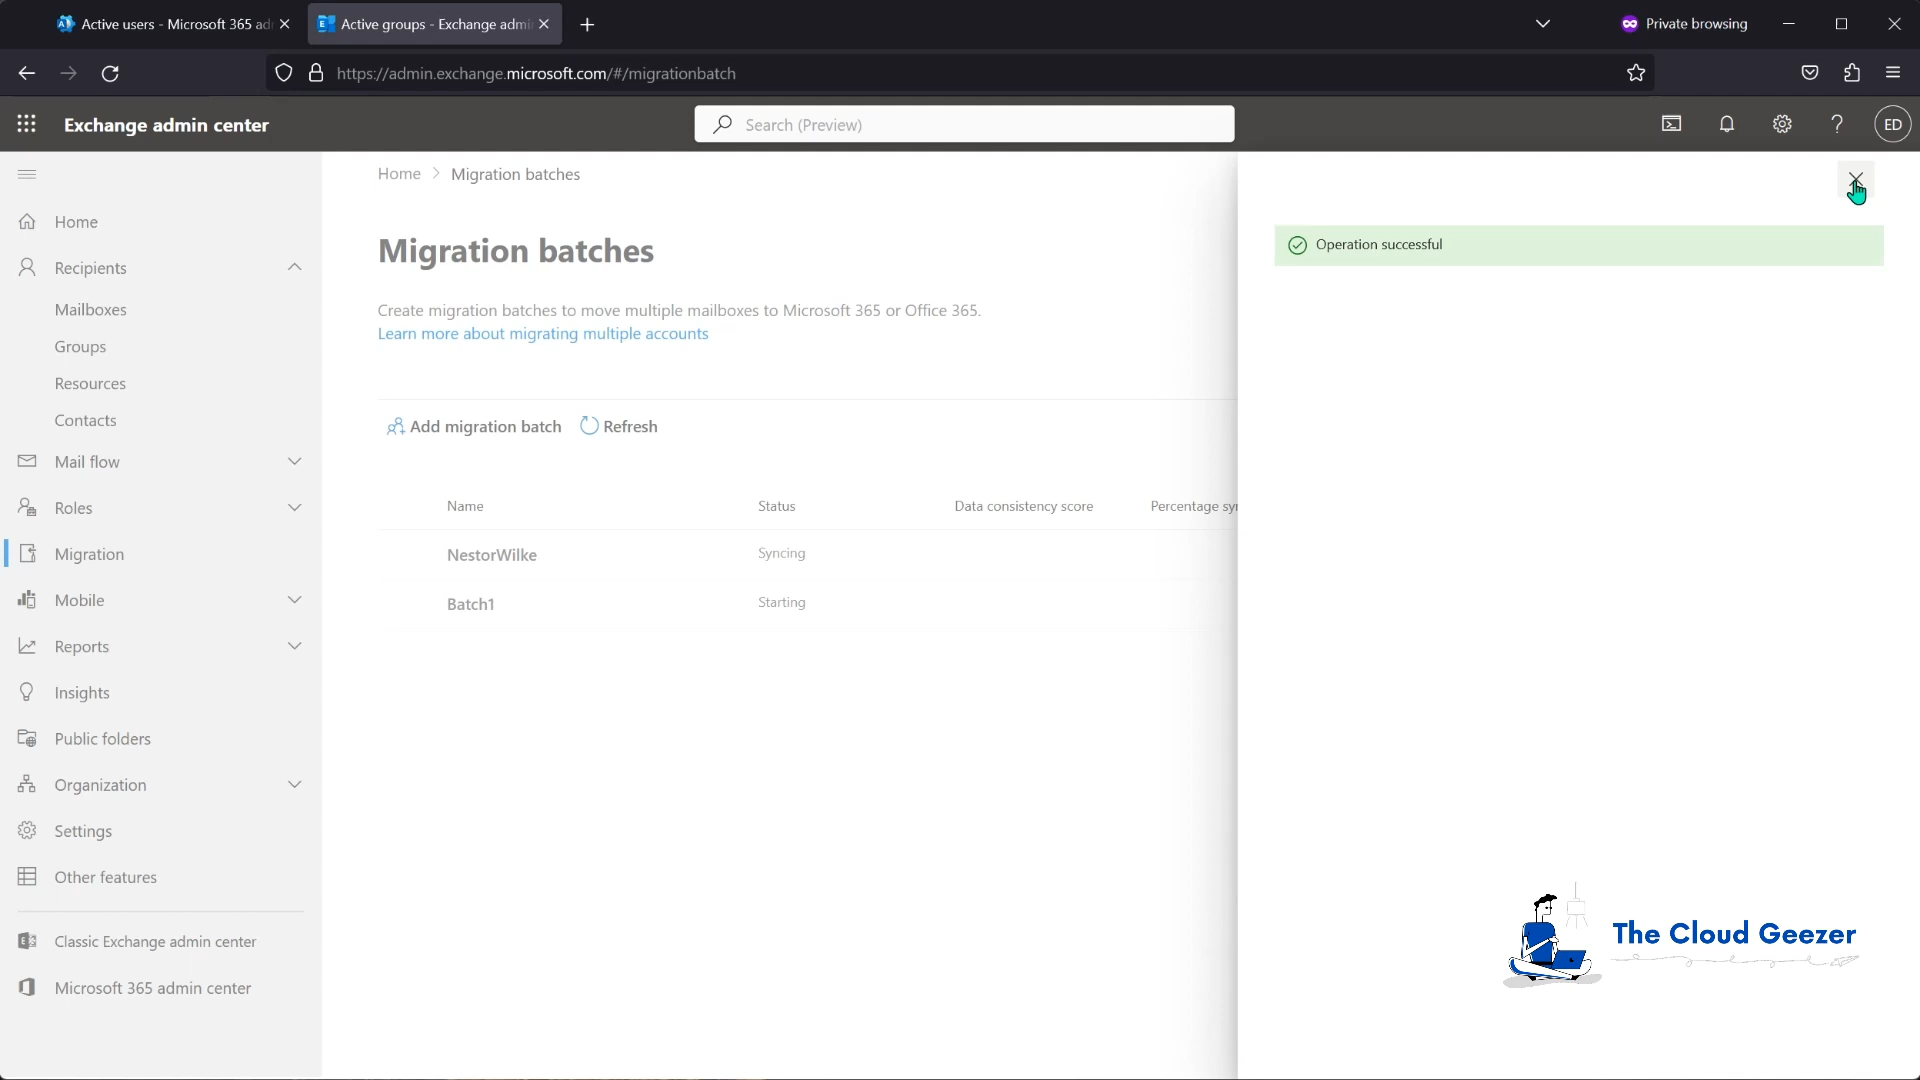 Active users - Microsoft 365 ad
Active groups - Exchange admi
Private browsing
https://admin.exchange.microsoft.com/#/migrationbatch
Exchange admin center
Search (Preview)
ED
Home > Migration batches
Operation successful
Home
Recipients
Mailboxes
Groups
Resources
Contacts
Mail flow
Roles
Migration
Mobile
Reports
Insights
Public folders
Organization
Settings
Other features
Classic Exchange admin center
Microsoft 365 admin center
Migration batches
Create migration batches to move multiple mailboxes to Microsoft 365 or Office 365.
Learn more about migrating multiple accounts
Add migration batch Refresh
Name Status Data consistency score Percentage syn
NestorWilke Syncing
Batch1 Starting
The Cloud Geezer